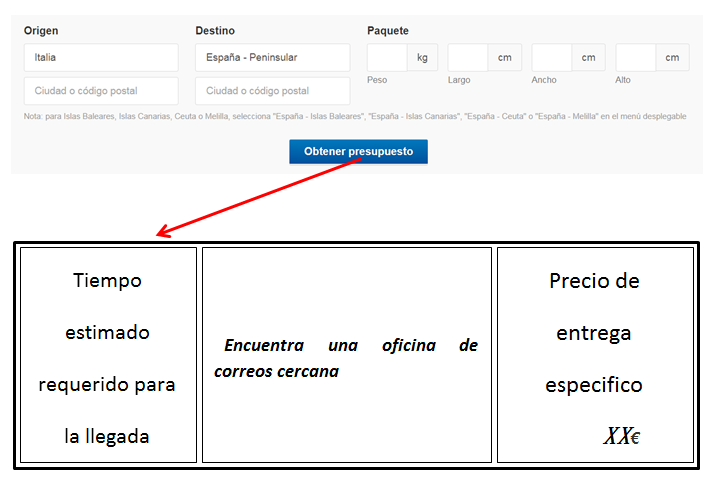 Origen Destino Paquete
Italia España - Peninsular kg cm cm cm
Peso Largo Ancho Alto
Ciudad o código postal Ciudad o código postal
Nota: para Islas Baleares, Islas Canarias, Ceuta o Melilla, selecciona "España - Islas Baleares", "España - Islas Canarias", "España - Ceuta" o "España - Melilla" en el menú desplegable
Obtener presupuesto
Tiempo
estimado
requerido para
la llegada
Encuentra una oficina de
correos cercana
Precio de
entrega
especifico
XX€